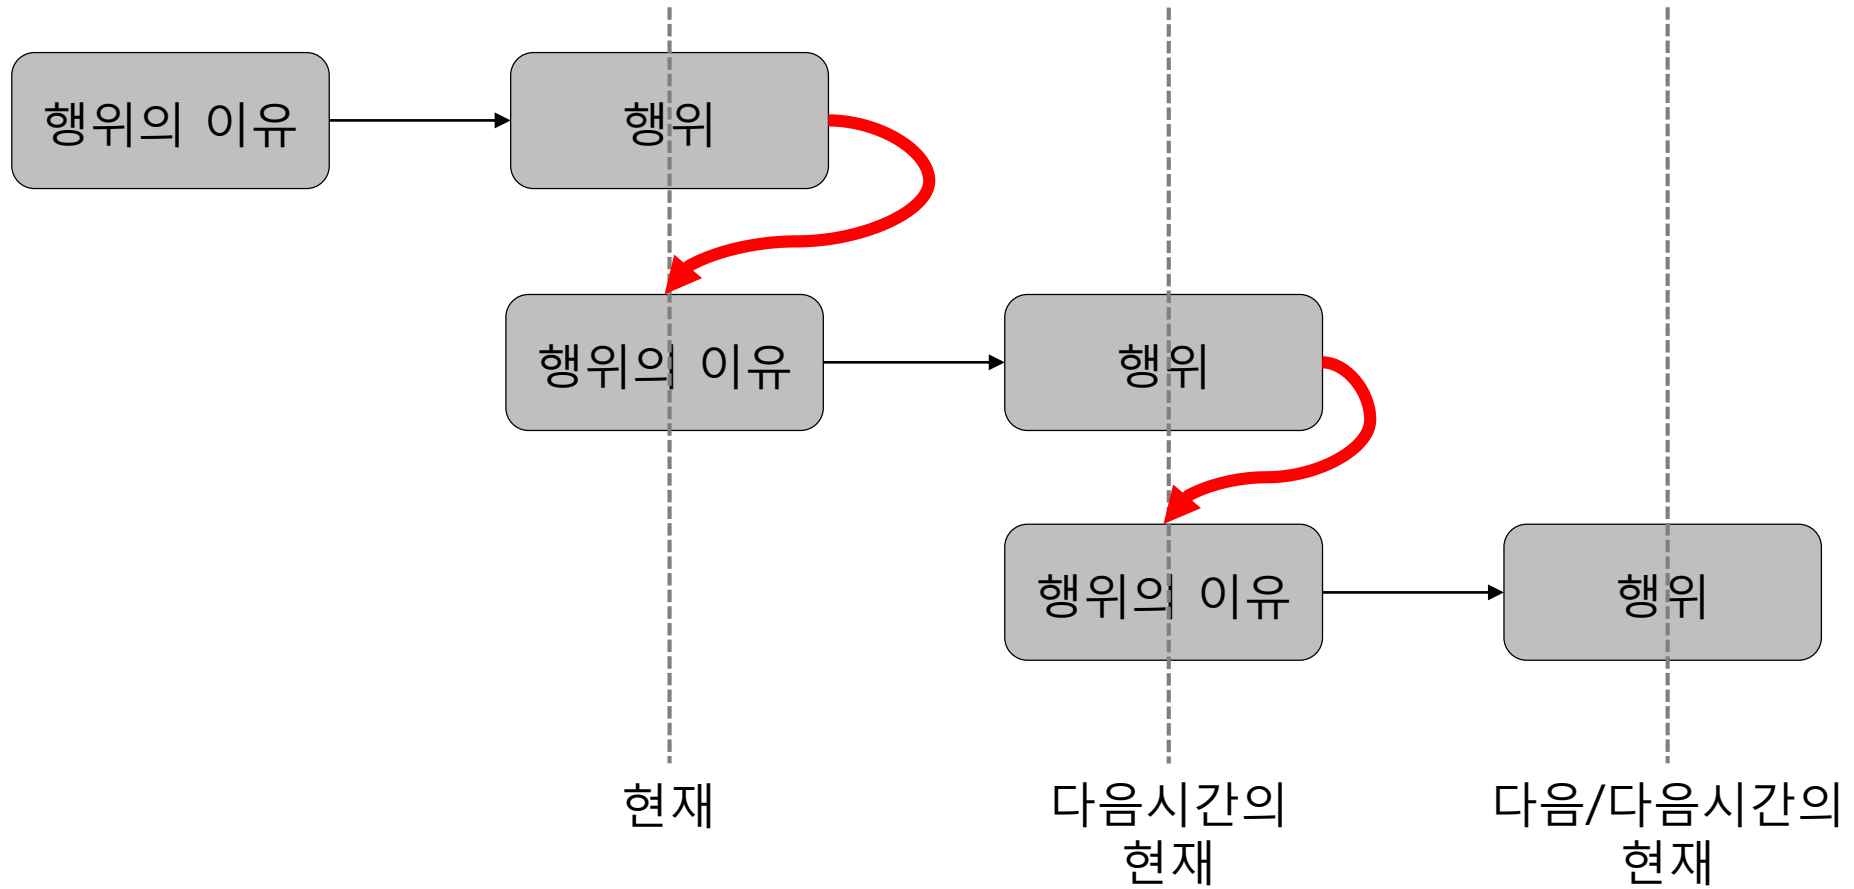 행위의 이유
행위
행위의 이유
행위
행위의 이유
행위
현재
다음시간의
현재
다음/다음시간의
현재